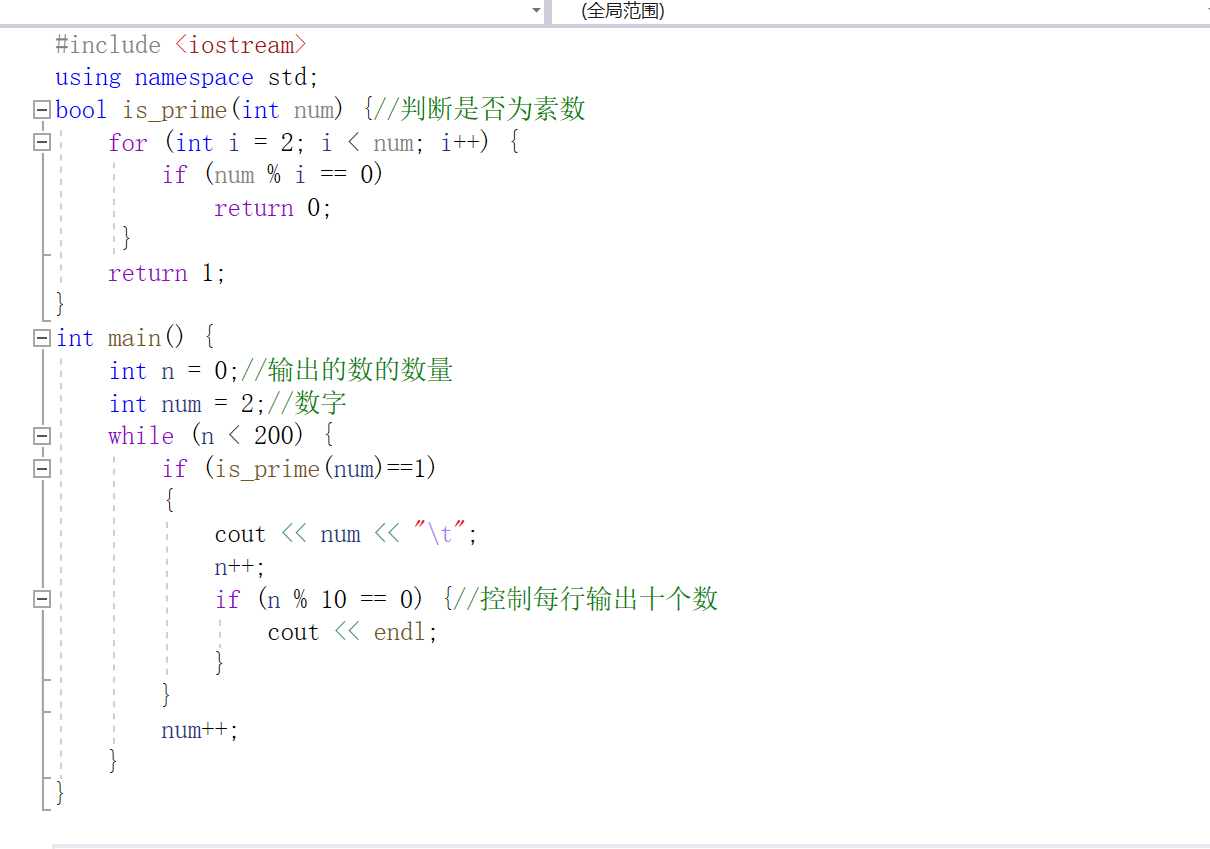 (全局范围)
#include <iostream>
using namespace std;
bool is_prime(int num) {//判断是否为素数
    for (int i = 2; i < num; i++) {
        if (num % i == 0)
            return 0;
     }
    return 1;
}
int main() {
    int n = 0;//输出的数的数量
    int num = 2;//数字
    while (n < 200) {
        if (is_prime(num)==1)
        {
            cout << num << "\t";
            n++;
            if (n % 10 == 0) {//控制每行输出十个数
                cout << endl;
            }
        }
        num++;
    }
}